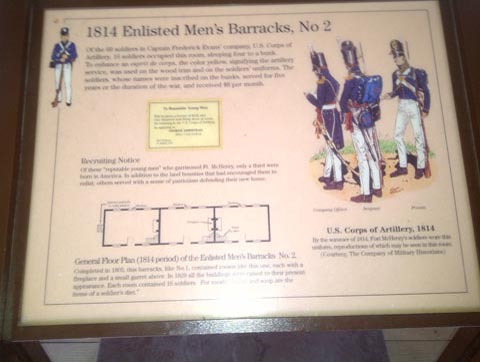 1814 Enlisted Men's Barracks, No 2
Of the 60 soldiers in Captain Frederick Evans' company, U.S. Corps of
Artillery, 16 soldiers occupied this room, sleeping four to a bunk.
To enhance an esprit de corps, the color yellow, signifying the artillery
service, was used on the wood trim and on the soldiers' uniforms. The
soldiers, whose names were inscribed on the bunks, served for five
years or the duration of the war, and received $8 per month.
To Reputable Young Men,
Recruiting Notice
Of these "reputable young men" who garrisoned Ft. McHenry, only a third were
born in America. In addition to the land bounties that had encouraged them to
enlist, others served with a sense of patriotism defending their new home.
Company Officer Sergeant Private
U.S. Corps of Artillery, 1814
By the summer of 1814, Fort McHenry's soldiers wore this
uniform, reproductions of which may be seen in this room.
(Courtesy, The Company of Military Historians)
General Floor Plan (1814 period) of the Enlisted Men's Barracks No. 2.
Completed in 1805, this barracks, like No.1, contained rooms like this one, each with a
fireplace and a small garret above. In 1829 all the buildings were raised to their present
appearance. Each room contained 16 soldiers. For and soup are the
items of a soldier's diet."